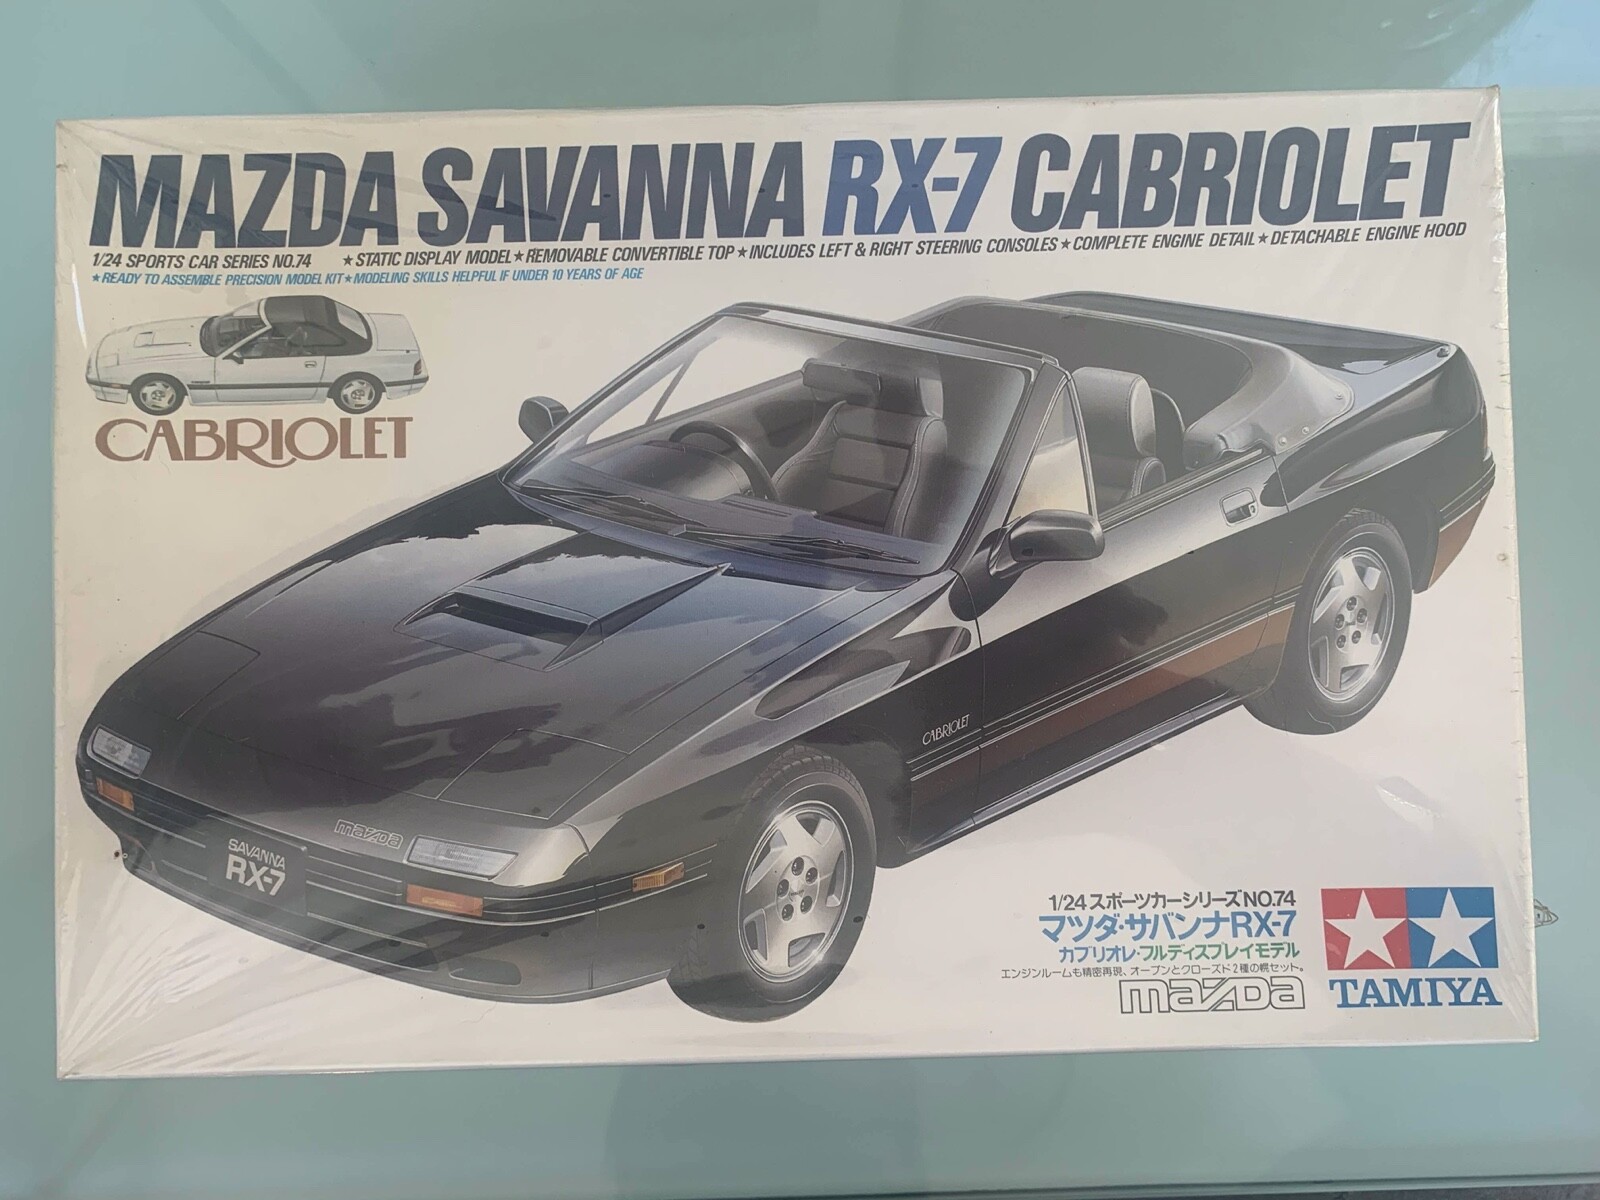 MAZDA SAVANNA RX-7 CABRIOLET
1/24 SPORTS CAR SERIES NO.74 ★STATIC DISPLAY MODEL★REMOVABLE CONVERTIBLE TOP★INCLUDES LEFT & RIGHT STEERING CONSOLES★COMPLETE ENGINE DETAIL★DETACHABLE ENGINE HOOD
★READY TO ASSEMBLE PRECISION MODEL KIT★MODELING SKILLS HELPFUL IF UNDER 10 YEARS OF AGE
CABRIOLET
CABRIOLET
mazda
SAVANNA
RX-7
1/24スポーツカーシリーズNO.74
マツダ・サバンナRX-7
カブリオレ・フルディスプレイモデル
エンジンルームも精密再現、オープンとクローズド2種の幌セット。
mazda
TAMIYA